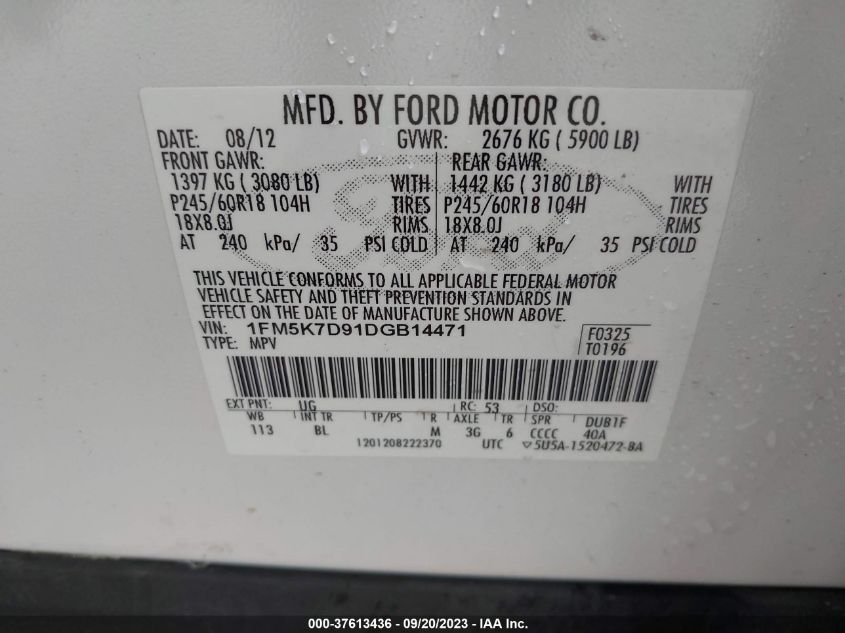 MFD. BY FORD MOTOR CO.
DATE: 08/12 GVWR: 2676 KG ( 5900 LB)
FRONT GAWR: REAR GAWR:
1397 KG ( 3080 LB) WITH 1442 KG ( 3180 LB) WITH
P245/60R18 104H TIRES P245/60R18 104H TIRES
18X8.0J RIMS 18X8.0J RIMS
AT 240 kPa/ 35 PSI COLD AT 240 kPa/ 35 PSI COLD
THIS VEHICLE CONFORMS TO ALL APPLICABLE FEDERAL MOTOR
VEHICLE SAFETY AND THEFT PREVENTION STANDARDS IN
EFFECT ON THE DATE OF MANUFACTURE SHOWN ABOVE.
VIN: 1FM5K7D91DGB14471 F0325
TYPE: MPV T0196
EXT PNT: UG RC: 53 DSO:
WB INT TR TP/PS R AXLE TR SPR DUB1F
113 BL M 3G 6 CCCC 40A
1201208222370 UTC ▽5U5A-1520472-BA
000-37613436 - 09/20/2023 - IAA Inc.